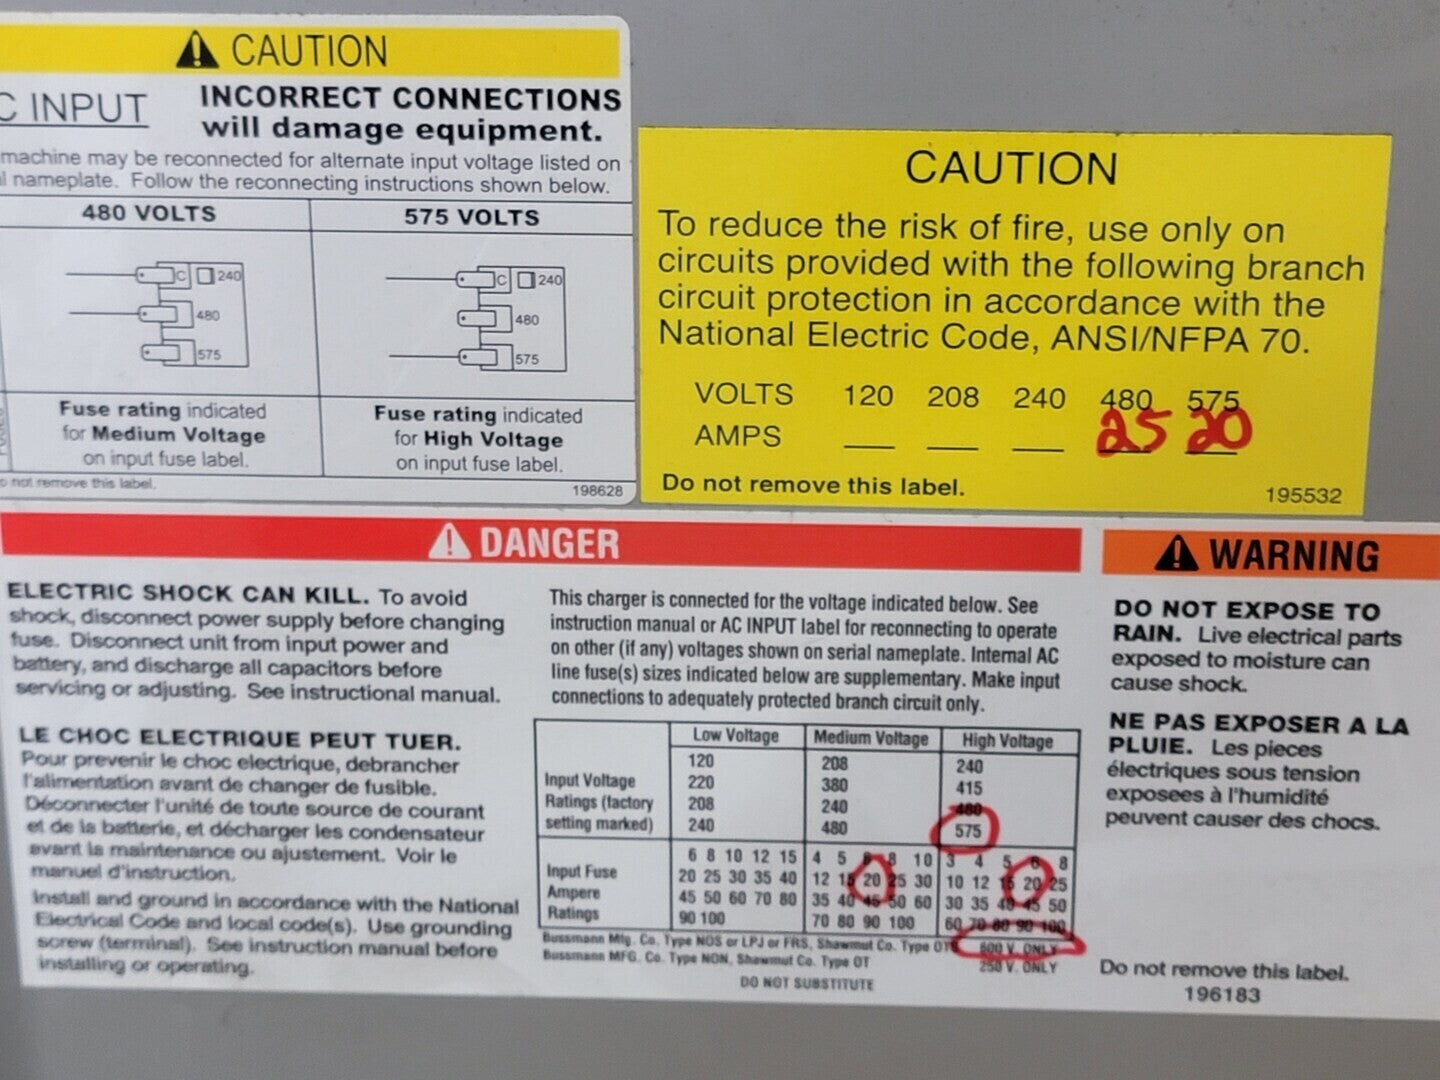 CAUTION
C INPUT
INCORRECT CONNECTIONS
will damage equipment.
machine may be reconnected for alternate input voltage listed on
nameplate. Follow the reconnecting instructions shown below.
480 VOLTS
575 VOLTS
C 240
480
575
C 240
480
575
Fuse rating indicated
for Medium Voltage
on input fuse label.
Fuse rating indicated
for High Voltage
on input fuse label.
not remove this label.
198628
CAUTION
To reduce the risk of fire, use only on
circuits provided with the following branch
circuit protection in accordance with the
National Electric Code, ANSI/NFPA 70.
VOLTS 120 208 240 480 575
AMPS 25 20
Do not remove this label.
195532
DANGER
ELECTRIC SHOCK CAN KILL. To avoid
shock, disconnect power supply before changing
fuse. Disconnect unit from input power and
battery, and discharge all capacitors before
servicing or adjusting. See instructional manual.
LE CHOC ELECTRIQUE PEUT TUER.
Pour prevenir le choc electrique, debrancher
l'alimentation avant de changer de fusible.
Déconnecter l'unité de toute source de courant
et de la batterie, et décharger les condensateur
avant la maintenance ou ajustement. Voir le
manuel d'instruction.
Install and ground in accordance with the National
Electrical Code and local code(s). Use grounding
screw (terminal). See instruction manual before
installing or operating.
This charger is connected for the voltage indicated below. See
instruction manual or AC INPUT label for reconnecting to operate
on other (if any) voltages shown on serial nameplate. Internal AC
line fuse(s) sizes indicated below are supplementary. Make input
connections to adequately protected branch circuit only.
Low Voltage Medium Voltage High Voltage
Input Voltage
Ratings (factory
setting marked)
120 208 240
220 380 415
208 240 480
240 480 575
Input Fuse
Ampere
Ratings
6 8 10 12 15 4 5 6 8 10 3 4 5 6 8
20 25 30 35 40 12 15 20 25 30 10 12 15 20 25
45 50 60 70 80 35 40 45 50 60 30 35 40 45 50
90 100 70 80 90 100 60 70 80 90 100
Bussmann Mfg. Co. Type NOS or LPJ or FRS, Shawmut Co. Type OTS 600 V. ONLY
Bussmann MFG. Co. Type NON, Shawmut Co. Type OT 250 V. ONLY
DO NOT SUBSTITUTE
WARNING
DO NOT EXPOSE TO
RAIN. Live electrical parts
exposed to moisture can
cause shock.
NE PAS EXPOSER A LA
PLUIE. Les pieces
électriques sous tension
exposees à l'humidité
peuvent causer des chocs.
Do not remove this label.
196183